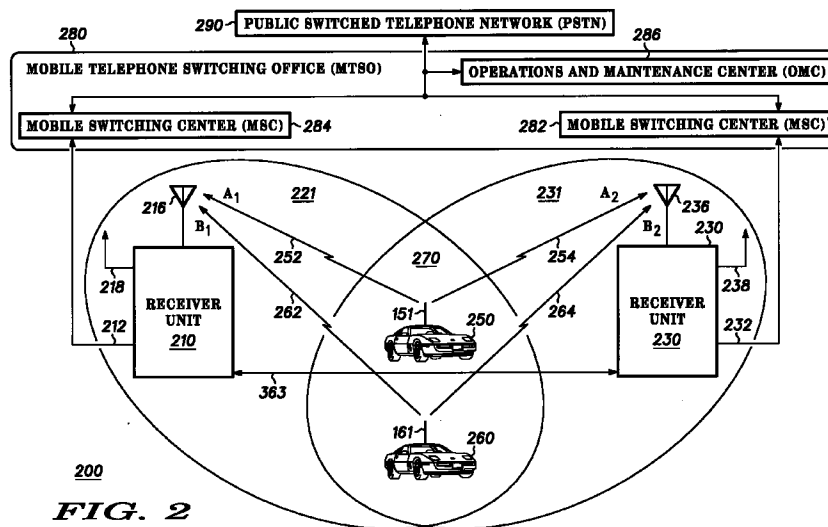 290 PUBLIC SWITCHED TELEPHONE NETWORK (PSTN)
280
286
MOBILE TELEPHONE SWITCHING OFFICE (MTSO)
OPERATIONS AND MAINTENANCE CENTER (OMC)
MOBILE SWITCHING CENTER (MSC) 284
282 MOBILE SWITCHING CENTER (MSC)
216 A1 221 231 A2 236
B1 B2 230
252 270 254
218 262 264 238
RECEIVER UNIT 210
151 250
RECEIVER UNIT 230
212 232
363
161 260
200
FIG. 2